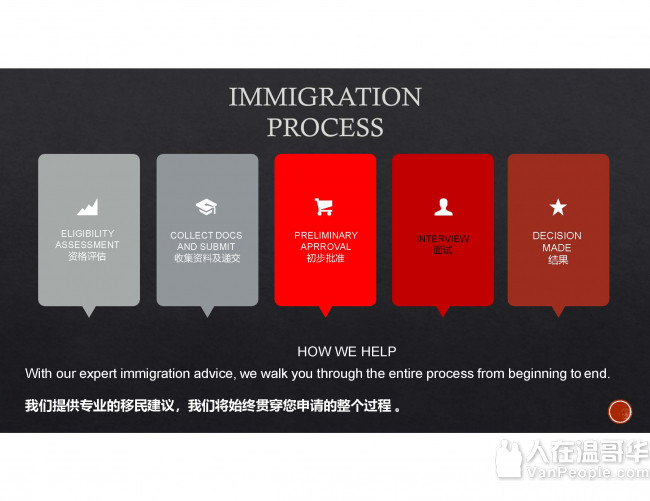 IMMIGRATION
PROCESS
ELIGIBILITY
ASSESSMENT
资格评估
COLLECT DOCS
AND SUBMIT
收集资料及递交
PRELIMINARY
APRROVAL
初步批准
INTERVIEW
面试
DECISION
MADE
结果
HOW WE HELP
With our expert immigration advice, we walk you through the entire process from beginning to end.
我们提供专业的移民建议，我们将始终贯穿您申请的整个过程 。
人在温哥华
VanPeople.com